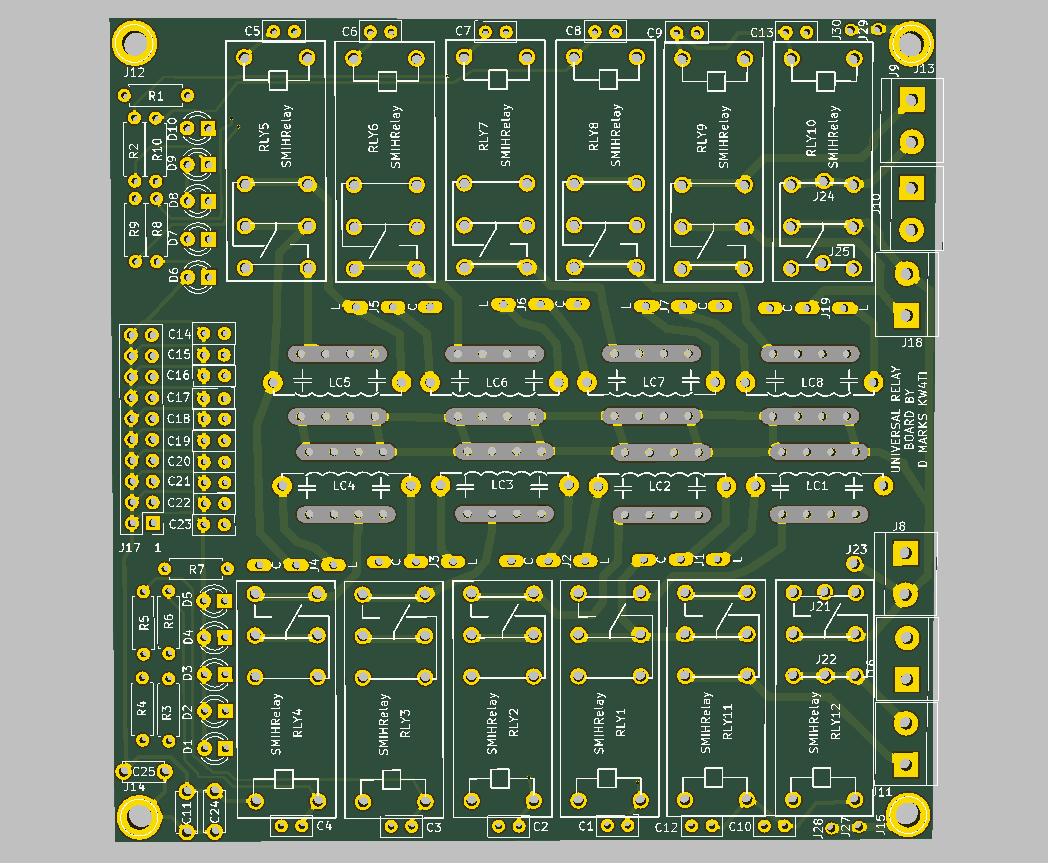 C5
C6
C7
C8
C9
C13
J30
J29
J12
J9
J13
R1
RLY5
SMIHRelay
RLY6
SMIHRelay
RLY7
SMIHRelay
RLY8
SMIHRelay
RLY9
SMIHRelay
RLY10
SMIHRelay
R2
R10
D10
D9
D8
D7
D6
R9
R8
J24
J25
J10
J18
L J5 C
L J6 C
L J7 C
C J19 L
C14
C15
C16
C17
C18
C19
C20
C21
C22
C23
J17 1
LC5
LC6
LC7
LC8
LC4
LC3
LC2
LC1
UNIVERSAL RELAY
BOARD BY
D MARKS KW4TI
C J4 L
C J3 L
C J2 L
C J1 L
J23
J8
R7
R5
R6
D5
D4
D3
D2
D1
R4
R3
J21
J22
J16
SMIHRelay
RLY4
SMIHRelay
RLY3
SMIHRelay
RLY2
SMIHRelay
RLY1
SMIHRelay
RLY11
SMIHRelay
RLY12
C25
J14
C11
C24
C4
C3
C2
C1
C12
C10
J28
J27
J15
J11